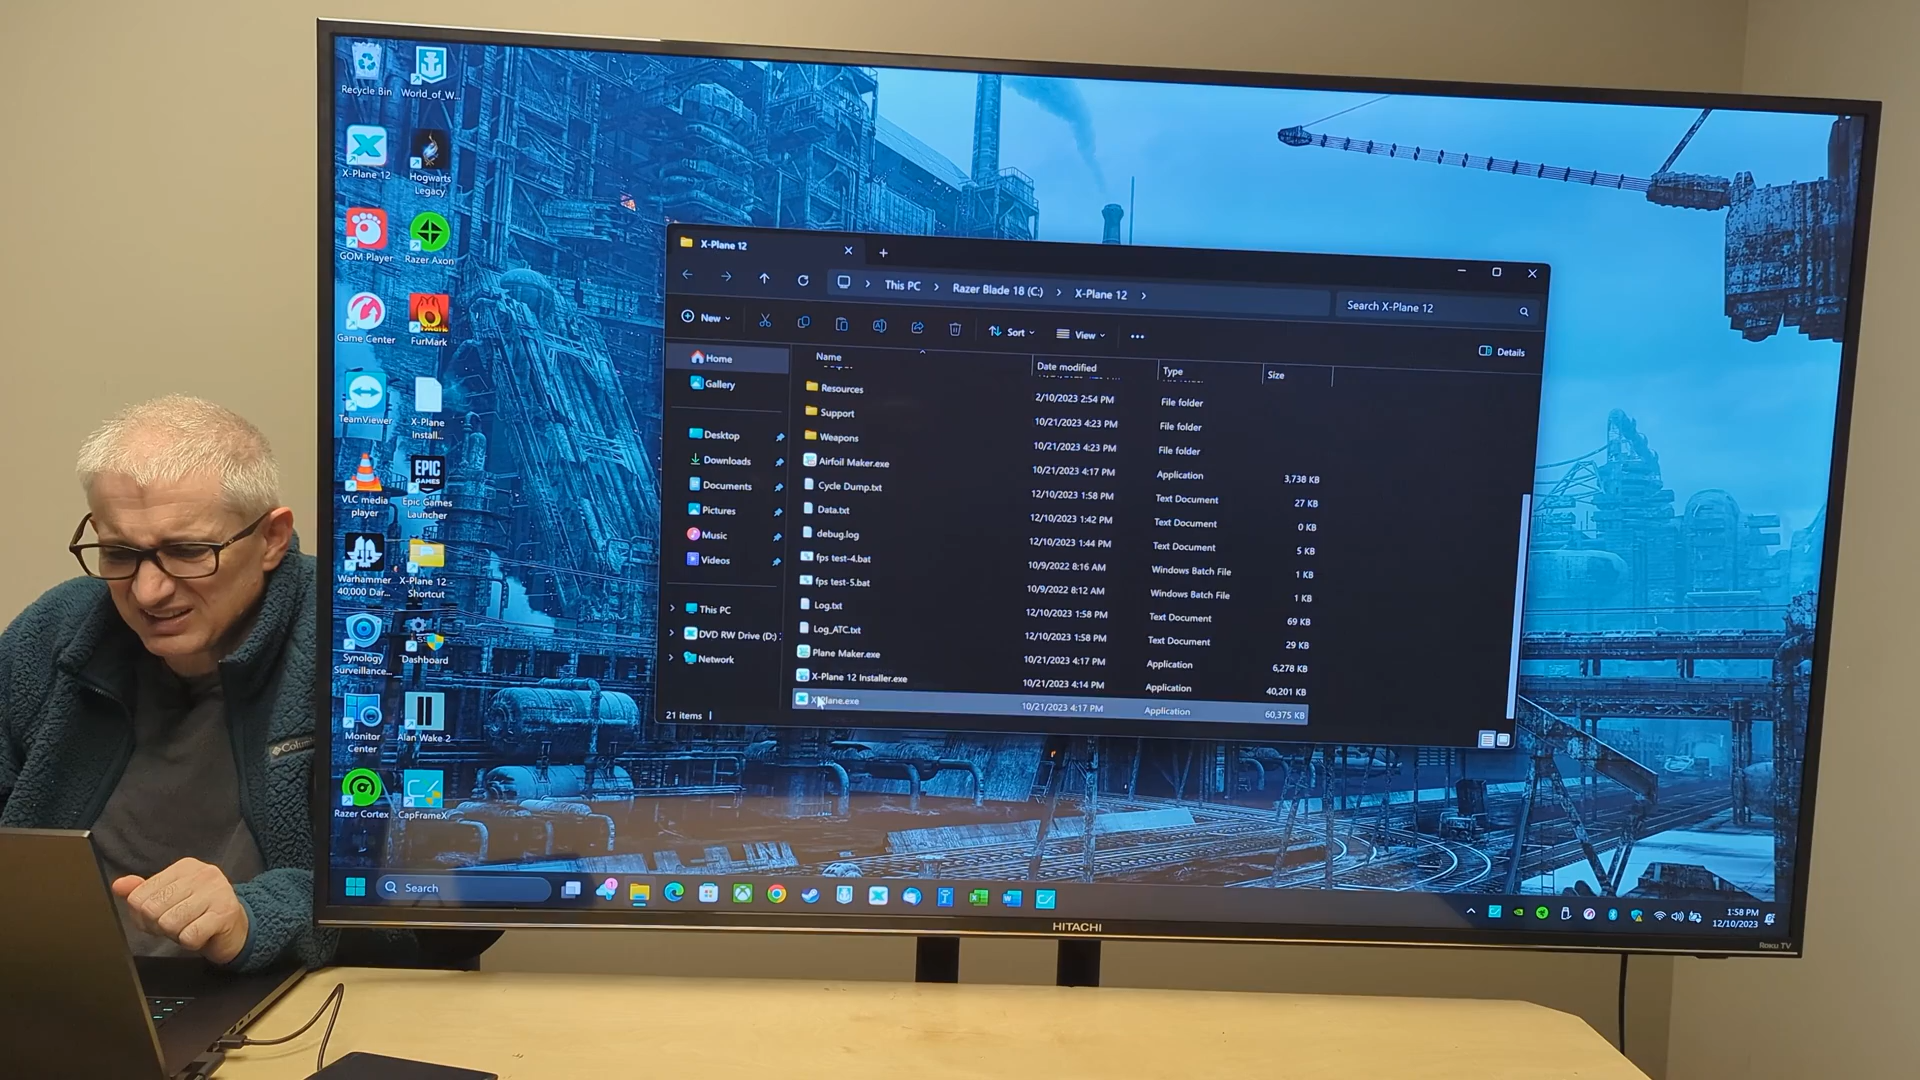 Recycle Bin
World_of_W...
X-Plane 12
Hogwarts
Legacy
GOM Player
Razer Axon
Game Center
FurMark
TeamViewer
X-Plane
Install...
VLC media
player
EPIC
GAMES
Epic Games
Launcher
Warhammer
40,000 Dar...
X-Plane 12 -
Shortcut
Synology
Surveillance...
Dashboard
Monitor
Center
Alan Wake 2
Razer Cortex
CapFrameX
X-Plane 12
This PC > Razer Blade 18 (C:) > X-Plane 12 >
Search X-Plane 12
New
Sort
View
Details
Home
Gallery
Desktop
Downloads
Documents
Pictures
Music
Videos
This PC
DVD RW Drive (D:)
Network
Name Date modified Type Size
Resources 2/10/2023 2:54 PM File folder
Support 10/21/2023 4:23 PM File folder
Weapons 10/21/2023 4:23 PM File folder
Airfoil Maker.exe 10/21/2023 4:17 PM Application 3,738 KB
Cycle Dump.txt 12/10/2023 1:58 PM Text Document 27 KB
Data.txt 12/10/2023 1:42 PM Text Document 0 KB
debug.log 12/10/2023 1:44 PM Text Document 5 KB
fps test-4.bat 10/9/2022 8:16 AM Windows Batch File 1 KB
fps test-5.bat 10/9/2022 8:12 AM Windows Batch File 1 KB
Log.txt 12/10/2023 1:58 PM Text Document 69 KB
Log_ATC.txt 12/10/2023 1:58 PM Text Document 29 KB
Plane Maker.exe 10/21/2023 4:17 PM Application 6,278 KB
X-Plane 12 Installer.exe 10/21/2023 4:14 PM Application 40,201 KB
X-Plane.exe 10/21/2023 4:17 PM Application 60,375 KB
21 items
Search
1:58 PM
12/10/2023
HITACHI
Roku TV
Columbia